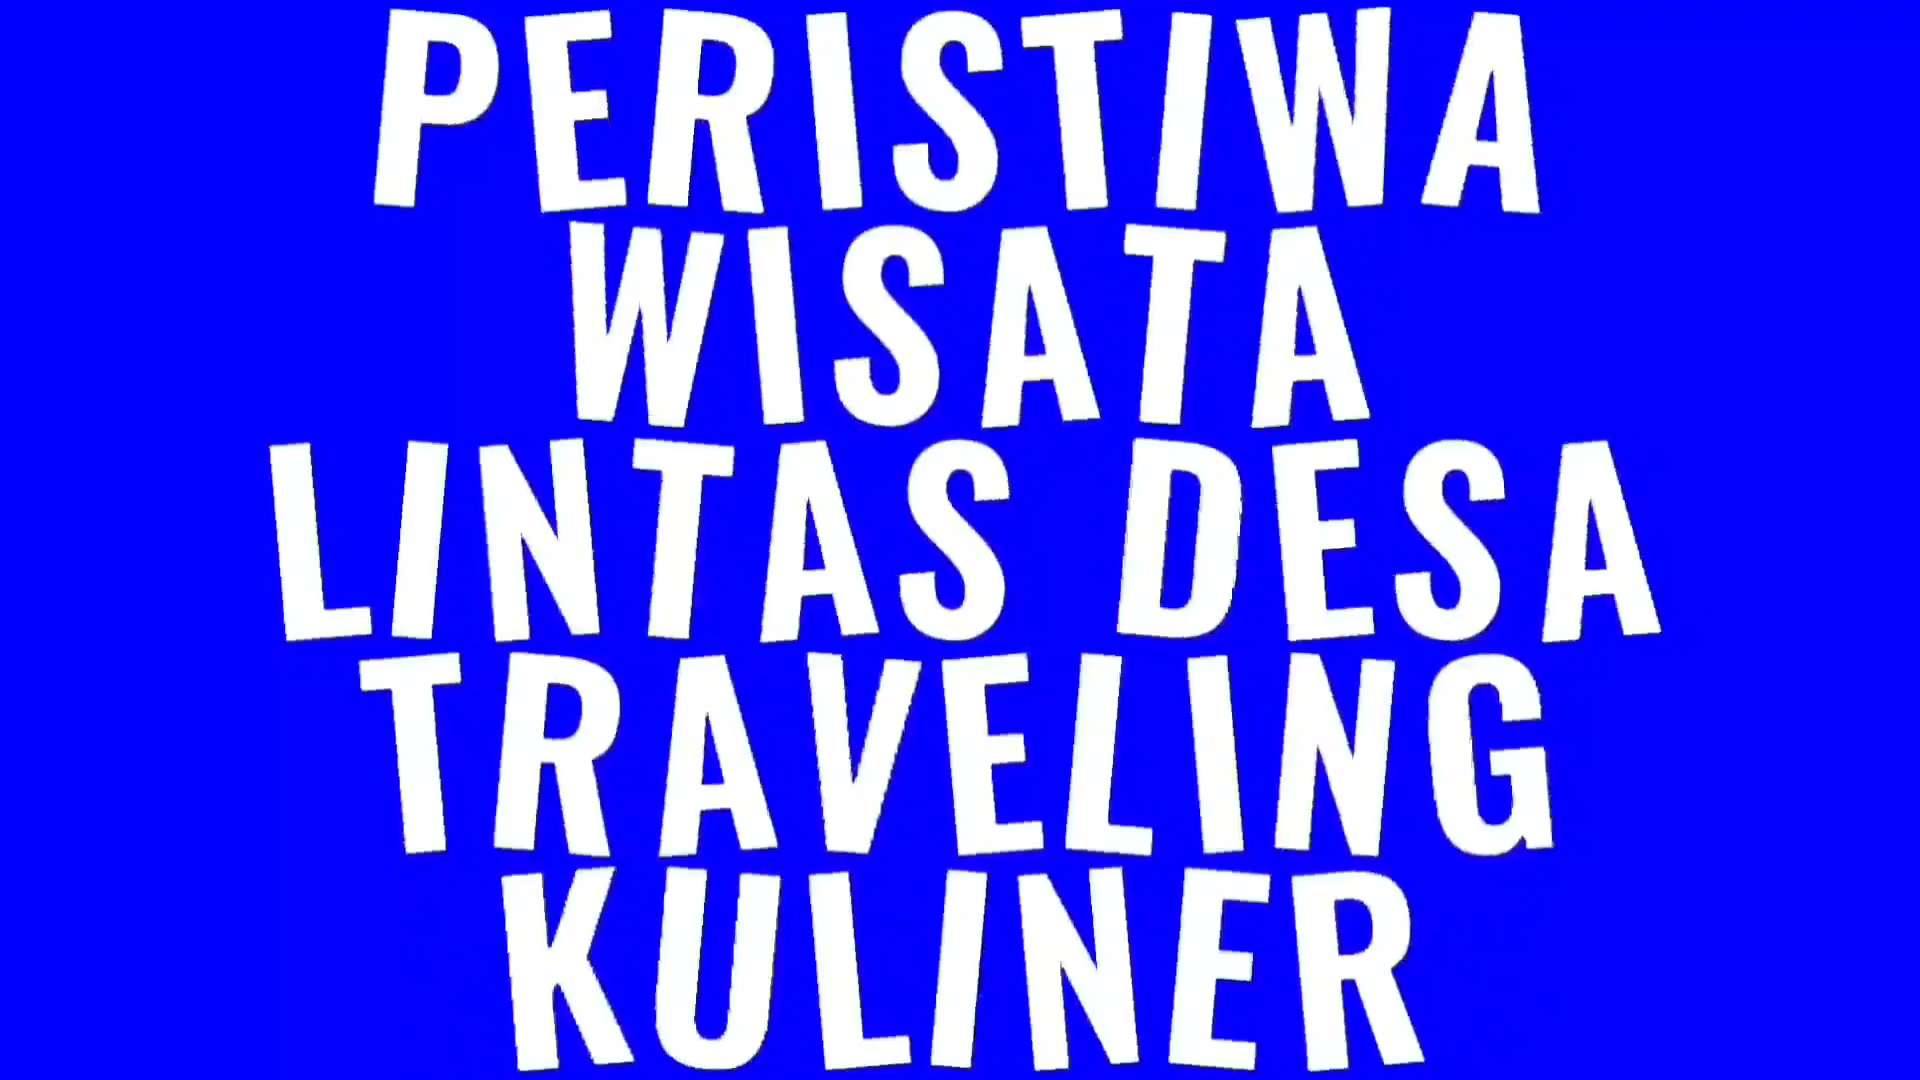 PERISTIWA
WISATA
LINTAS DESA
TRAVELING
KULINER